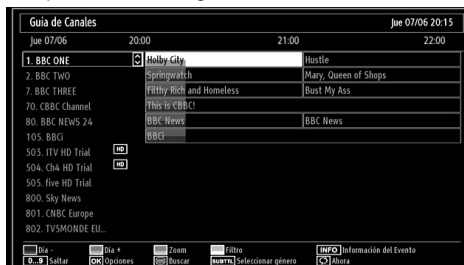 Guía de Canales Jue 07/06 20:15
Jue 07/06 20:00 21:00 22:00
1. BBC ONE Holby City Hustle
2. BBC TWO Springwatch Mary, Queen of Shops
7. BBC THREE Filthy Rich and Homeless Bust My Ass
70. CBBC Channel This is CBBC!
80. BBC NEWS 24 BBC News BBC News
105. BBCi BBCi
503. ITV HD Trial HD
504. Ch4 HD Trial HD
505. five HD Trial
800. Sky News
801. CNBC Europe
802. TV5MONDE EU...
Día - Día + Zoom Filtro INFO Información del Evento
0...9 Saltar OK Opciones Buscar SUBTTL Seleccionar género Ahora